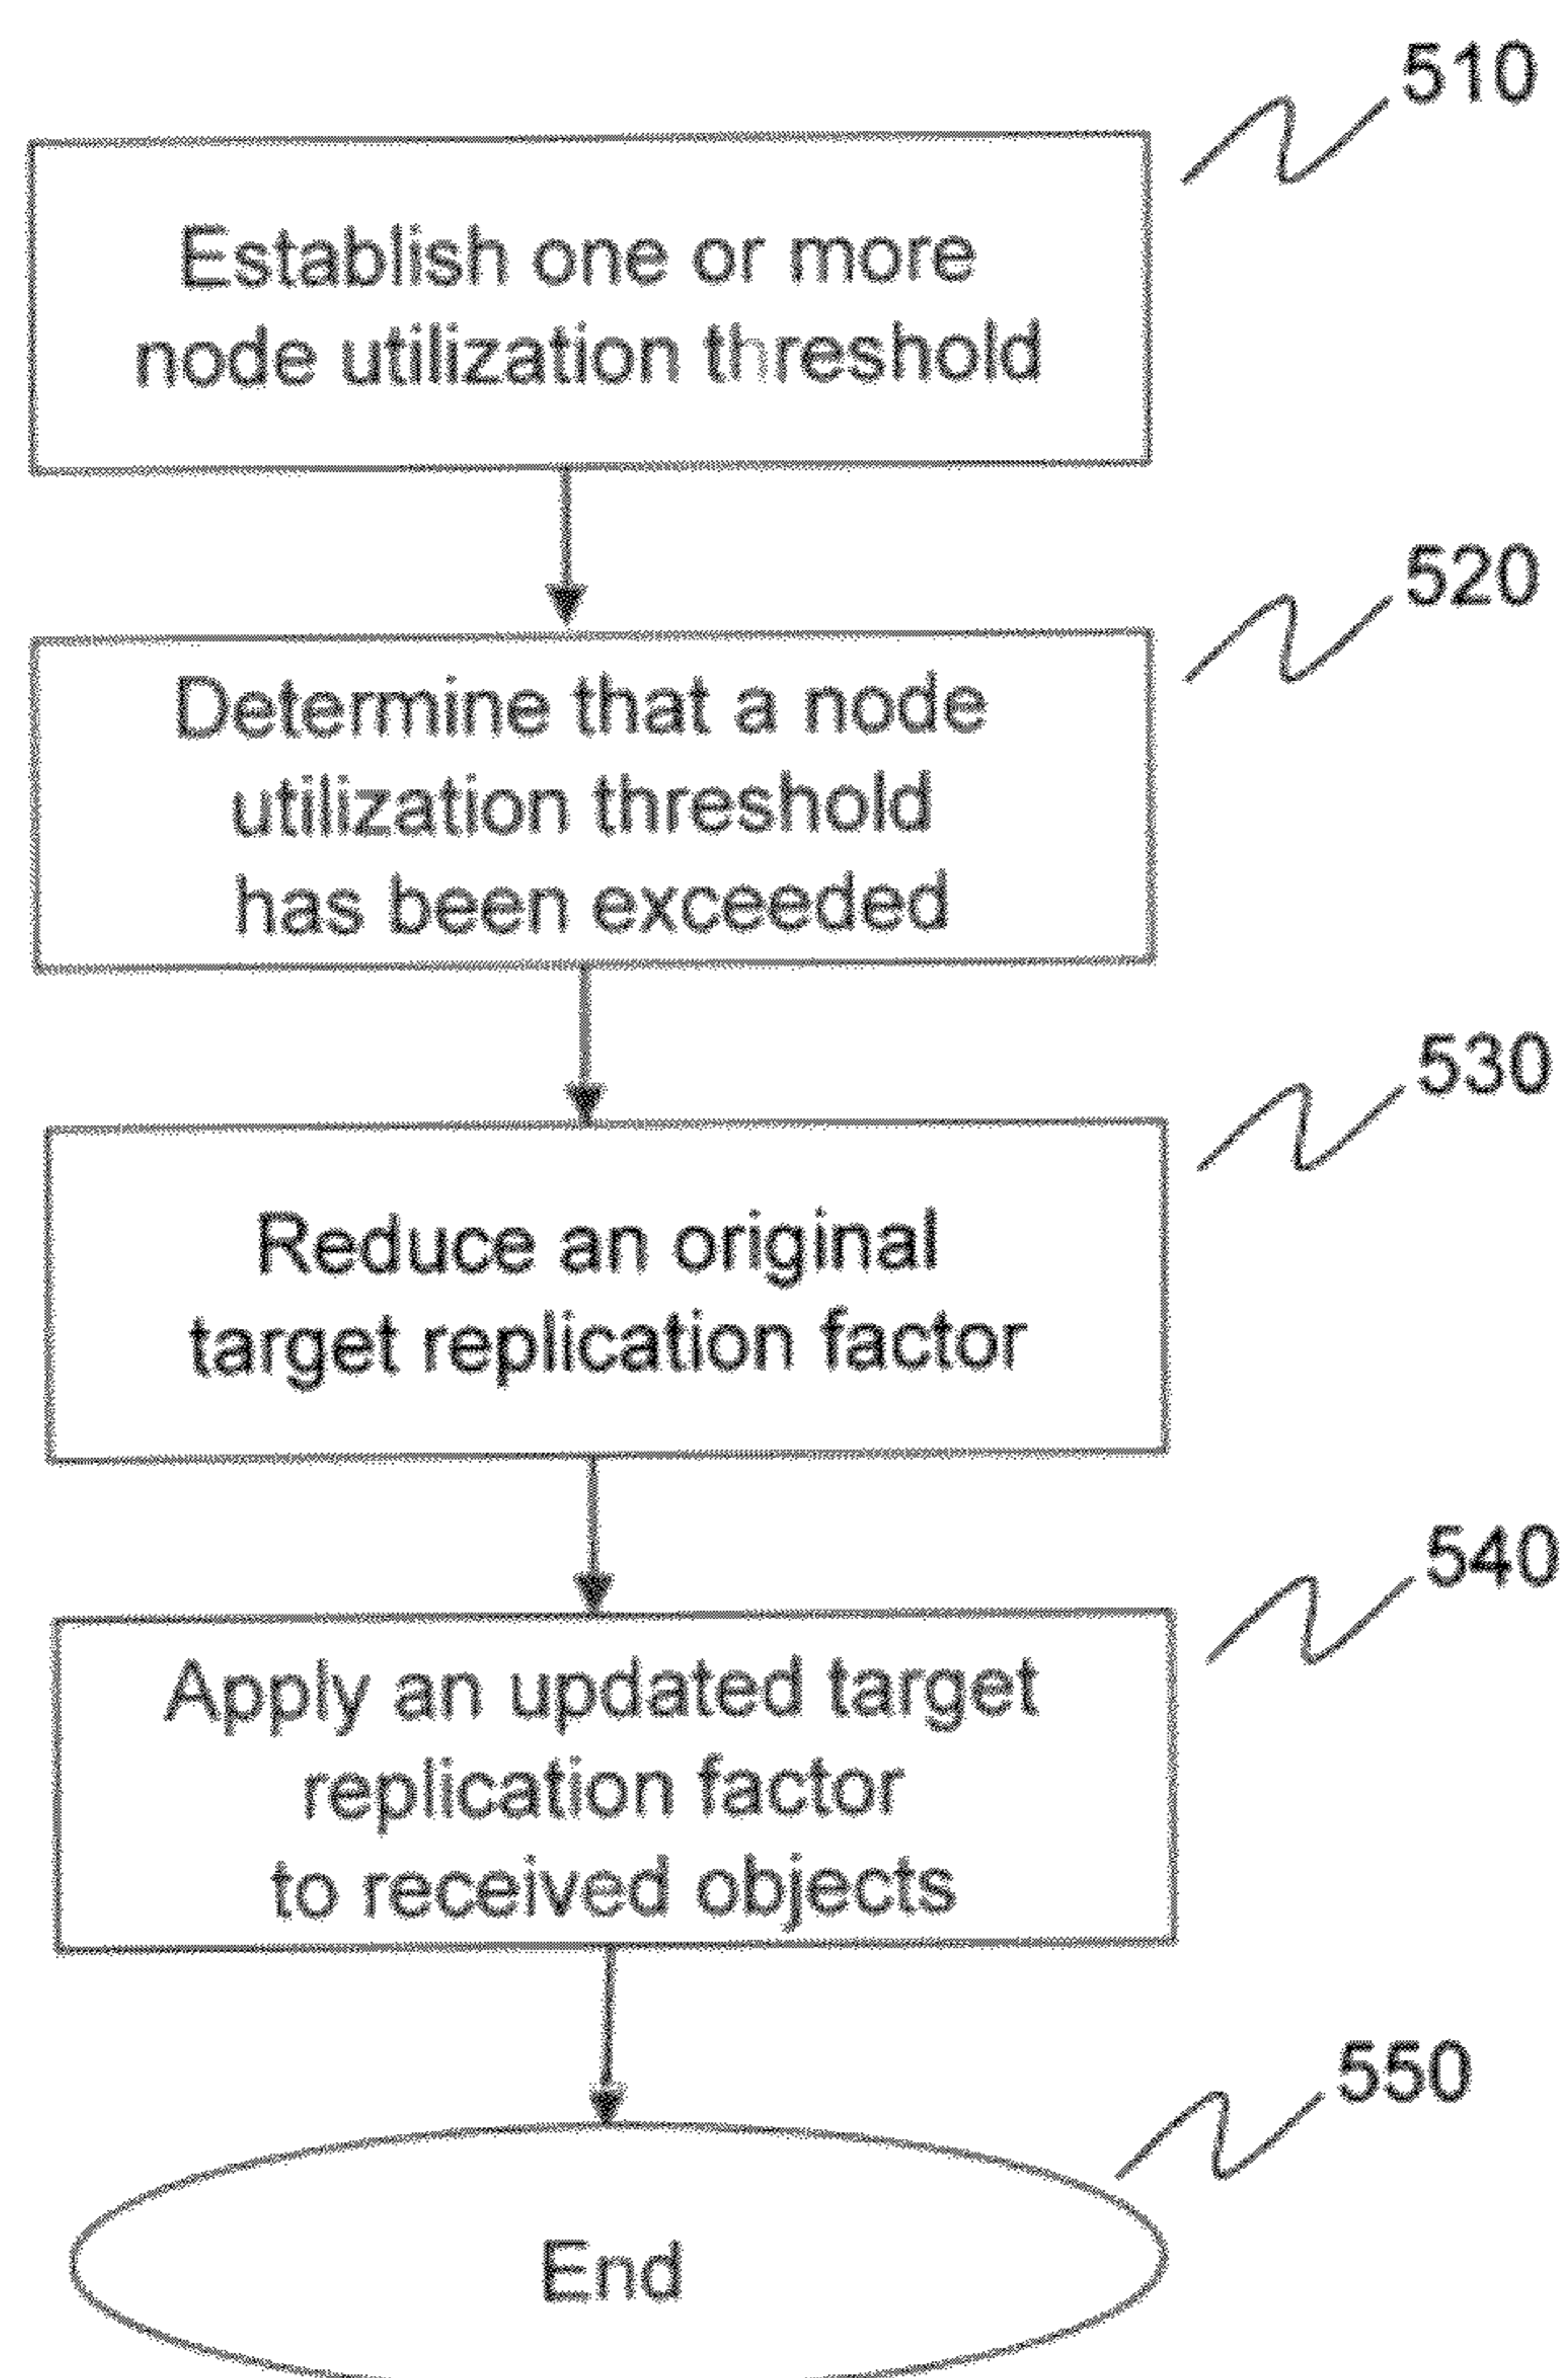 510
Establish one or more
node utilization threshold
520
Determine that a node
utilization threshold
has been exceeded
530
Reduce an original
target replication factor
540
Apply an updated target
replication factor
to received objects
550
End